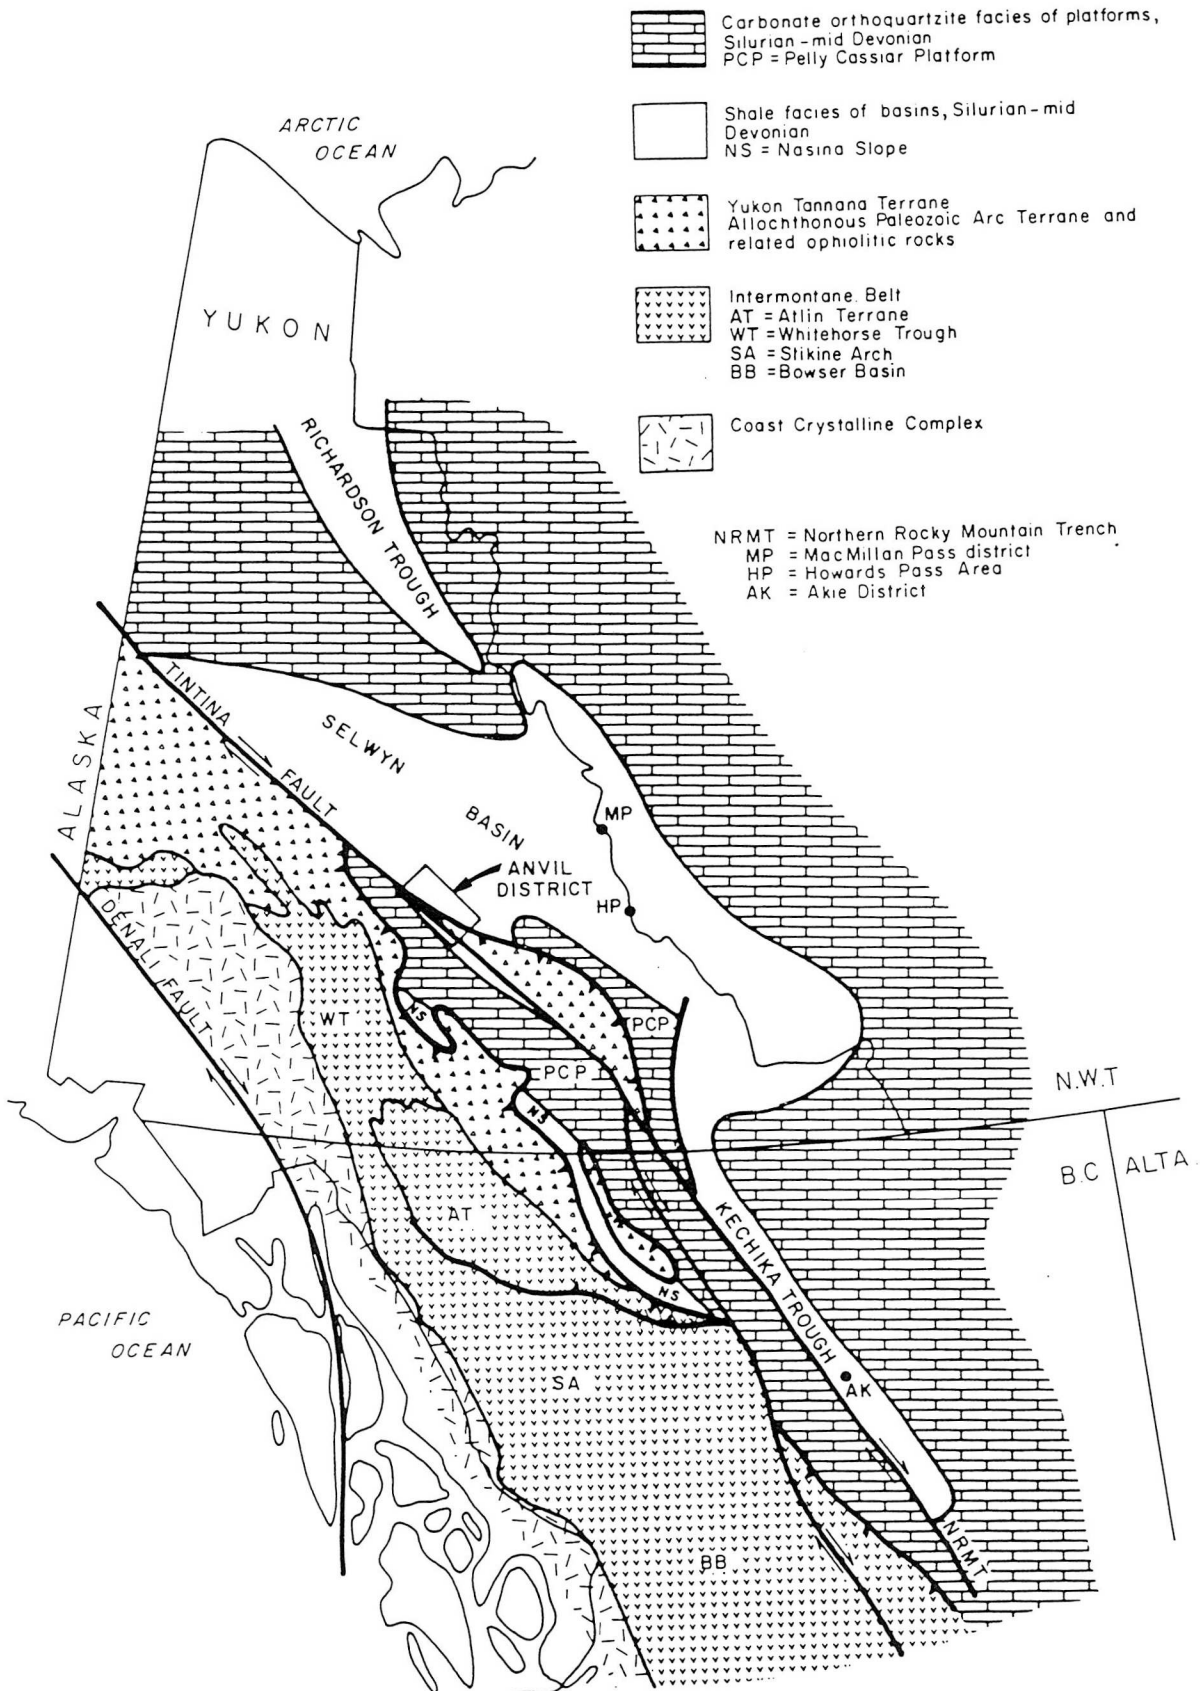 Carbonate orthoquartzite facies of platforms,
Silurian-mid Devonian
PCP = Pelly Cassiar Platform
Shale facies of basins, Silurian-mid
Devonian
NS = Nasina Slope
Yukon Tannana Terrane
Allochthonous Paleozoic Arc Terrane and
related ophiolitic rocks
Intermontane. Belt
AT = Atlin Terrane
WT = Whitehorse Trough
SA = Stikine Arch
BB = Bowser Basin
Coast Crystalline Complex
NRMT = Northern Rocky Mountain Trench
MP = MacMillan Pass district
HP = Howards Pass Area
AK = Akie District
ARCTIC
OCEAN
YUKON
RICHARDSON TROUGH
TINTINA
FAULT
SELWYN
BASIN
ALASKA
MP
ANVIL
DISTRICT
HP
DENALI FAULT
WT
NS
PCP
PCP
NS
N.W.T
B.C
ALTA.
AT
KECHIKA TROUGH
NS
PACIFIC
OCEAN
SA
AK
BB
NRMT